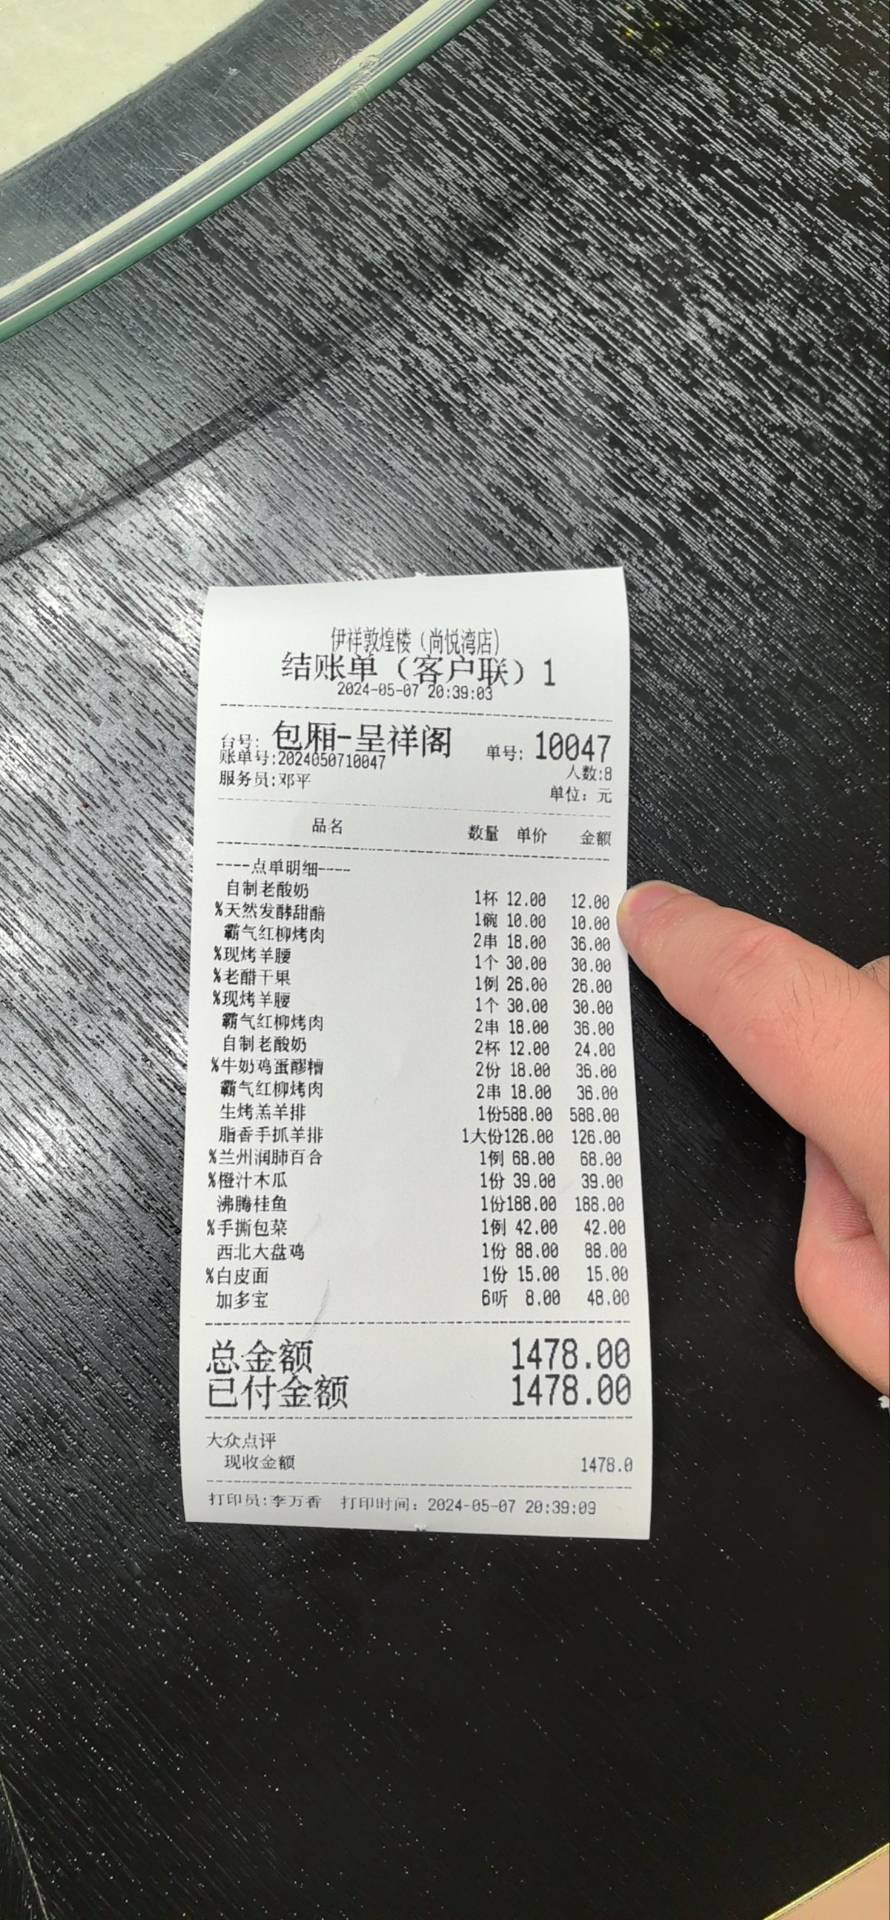 伊祥敦煌楼（尚悦湾店）
结账单（客户联）1
2024-05-07 20:39:03
台号: 包厢-呈祥阁 单号: 10047
账单号:2024050710047 人数:8
服务员:邓平 单位: 元
品名 数量 单价 金额
----点单明细----
自制老酸奶 1杯 12.00 12.00
%天然发酵甜醅 1碗 10.00 10.00
霸气红柳烤肉 2串 18.00 36.00
%现烤羊腰 1个 30.00 30.00
%老醋干果 1例 26.00 26.00
%现烤羊腰 1个 30.00 30.00
霸气红柳烤肉 2串 18.00 36.00
自制老酸奶 2杯 12.00 24.00
%牛奶鸡蛋醪糟 2份 18.00 36.00
霸气红柳烤肉 2串 18.00 36.00
生烤羔羊排 1份588.00 588.00
脂香手抓羊排 1大份126.00 126.00
%兰州润肺百合 1例 68.00 68.00
%橙汁木瓜 1份 39.00 39.00
沸腾桂鱼 1份188.00 188.00
%手撕包菜 1例 42.00 42.00
西北大盘鸡 1份 88.00 88.00
%白皮面 1份 15.00 15.00
加多宝 6听 8.00 48.00
总金额 1478.00
已付金额 1478.00
大众点评
现收金额 1478.0
打印员:李万香 打印时间: 2024-05-07 20:39:09